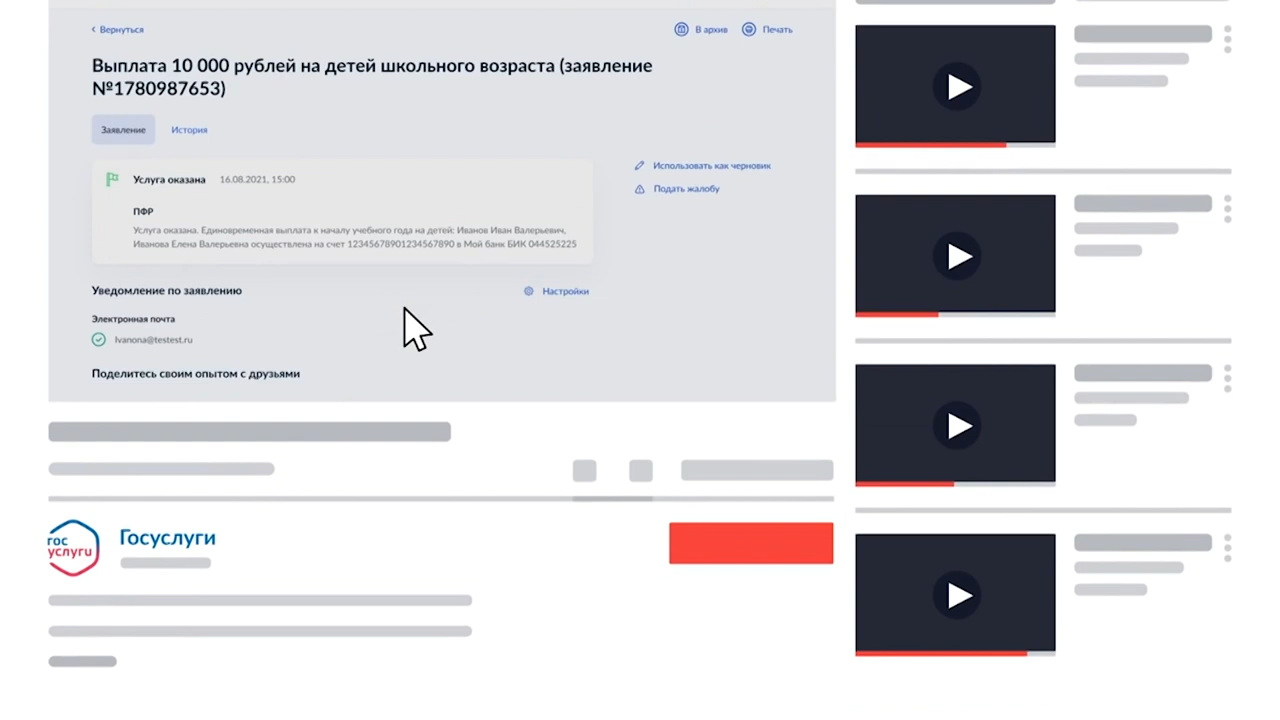 Вернуться
В архив
Печать
Выплата 10 000 рублей на детей школьного возраста (заявление
№1780987653)
Заявление
История
Использовать как черновик
Подать жалобу
Услуга оказана 16.08.2021, 15:00
ПФР
Услуга оказана. Единовременная выплата к началу учебного года на детей: Иванов Иван Валерьевич,
Иванова Елена Валерьевна осуществлена на счет 12345678901234567890 в Мой банк БИК 044525225
Уведомление по заявлению
Настройки
Электронная почта
Ivanona@testest.ru
Поделитесь своим опытом с друзьями
гос
услуги
Госуслуги